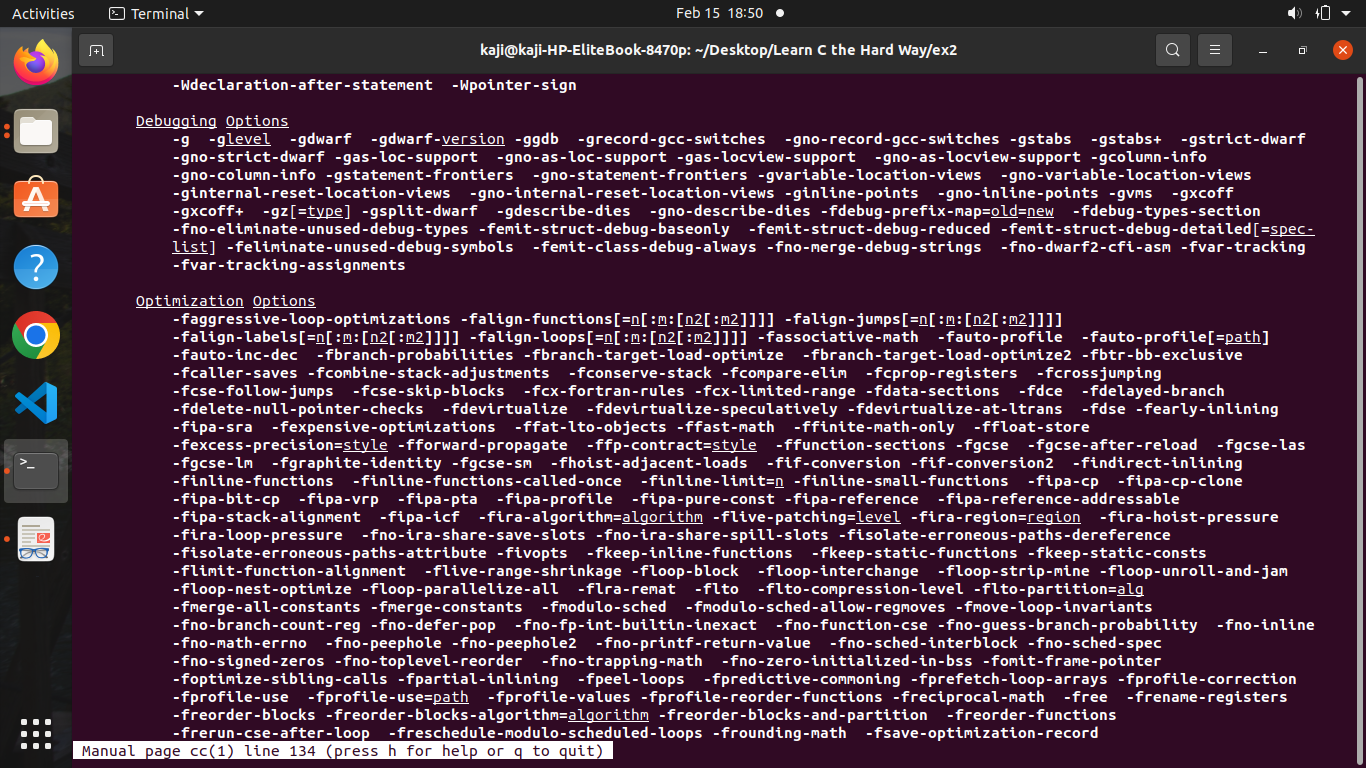 Activities
Terminal
Feb 15 18:50
kaji@kaji-HP-EliteBook-8470p: ~/Desktop/Learn C the Hard Way/ex2
-Wdeclaration-after-statement  -Wpointer-sign
Debugging Options
-g  -glevel  -gdwarf  -gdwarf-version -ggdb  -grecord-gcc-switches  -gno-record-gcc-switches -gstabs  -gstabs+  -gstrict-dwarf
-gno-strict-dwarf -gas-loc-support  -gno-as-loc-support -gas-locview-support  -gno-as-locview-support -gcolumn-info
-gno-column-info -gstatement-frontiers  -gno-statement-frontiers -gvariable-location-views  -gno-variable-location-views
-ginternal-reset-location-views  -gno-internal-reset-location-views -ginline-points  -gno-inline-points -gvms  -gxcoff
-gxcoff+  -gz[=type] -gsplit-dwarf  -gdescribe-dies  -gno-describe-dies -fdebug-prefix-map=old=new  -fdebug-types-section
-fno-eliminate-unused-debug-types -femit-struct-debug-baseonly  -femit-struct-debug-reduced -femit-struct-debug-detailed[=spec-
list] -feliminate-unused-debug-symbols  -femit-class-debug-always -fno-merge-debug-strings  -fno-dwarf2-cfi-asm -fvar-tracking
-fvar-tracking-assignments
Optimization Options
-faggressive-loop-optimizations -falign-functions[=n[:m:[n2[:m2]]]] -falign-jumps[=n[:m:[n2[:m2]]]]
-falign-labels[=n[:m:[n2[:m2]]]] -falign-loops[=n[:m:[n2[:m2]]]] -fassociative-math  -fauto-profile  -fauto-profile[=path]
-fauto-inc-dec  -fbranch-probabilities -fbranch-target-load-optimize  -fbranch-target-load-optimize2 -fbtr-bb-exclusive
-fcaller-saves -fcombine-stack-adjustments  -fconserve-stack -fcompare-elim  -fcprop-registers  -fcrossjumping
-fcse-follow-jumps  -fcse-skip-blocks  -fcx-fortran-rules -fcx-limited-range -fdata-sections  -fdce  -fdelayed-branch
-fdelete-null-pointer-checks  -fdevirtualize  -fdevirtualize-speculatively -fdevirtualize-at-ltrans  -fdse -fearly-inlining
-fipa-sra  -fexpensive-optimizations  -ffat-lto-objects -ffast-math  -ffinite-math-only  -ffloat-store
-fexcess-precision=style -fforward-propagate  -ffp-contract=style  -ffunction-sections -fgcse  -fgcse-after-reload  -fgcse-las
-fgcse-lm  -fgraphite-identity -fgcse-sm  -fhoist-adjacent-loads  -fif-conversion -fif-conversion2  -findirect-inlining
-finline-functions  -finline-functions-called-once  -finline-limit=n -finline-small-functions  -fipa-cp  -fipa-cp-clone
-fipa-bit-cp  -fipa-vrp  -fipa-pta  -fipa-profile  -fipa-pure-const -fipa-reference  -fipa-reference-addressable
-fipa-stack-alignment  -fipa-icf  -fira-algorithm=algorithm -flive-patching=level -fira-region=region  -fira-hoist-pressure
-fira-loop-pressure  -fno-ira-share-save-slots -fno-ira-share-spill-slots -fisolate-erroneous-paths-dereference
-fisolate-erroneous-paths-attribute -fivopts  -fkeep-inline-functions  -fkeep-static-functions -fkeep-static-consts
-flimit-function-alignment  -flive-range-shrinkage -floop-block  -floop-interchange  -floop-strip-mine -floop-unroll-and-jam
-floop-nest-optimize -floop-parallelize-all  -flra-remat  -flto  -flto-compression-level -flto-partition=alg
-fmerge-all-constants -fmerge-constants  -fmodulo-sched  -fmodulo-sched-allow-regmoves -fmove-loop-invariants
-fno-branch-count-reg -fno-defer-pop  -fno-fp-int-builtin-inexact  -fno-function-cse -fno-guess-branch-probability  -fno-inline
-fno-math-errno  -fno-peephole -fno-peephole2  -fno-printf-return-value  -fno-sched-interblock -fno-sched-spec
-fno-signed-zeros -fno-toplevel-reorder  -fno-trapping-math  -fno-zero-initialized-in-bss -fomit-frame-pointer
-foptimize-sibling-calls -fpartial-inlining  -fpeel-loops  -fpredictive-commoning -fprefetch-loop-arrays -fprofile-correction
-fprofile-use  -fprofile-use=path  -fprofile-values -fprofile-reorder-functions -freciprocal-math  -free  -frename-registers
-freorder-blocks -freorder-blocks-algorithm=algorithm -freorder-blocks-and-partition  -freorder-functions
-frerun-cse-after-loop  -freschedule-modulo-scheduled-loops -frounding-math  -fsave-optimization-record
Manual page cc(1) line 134 (press h for help or q to quit)